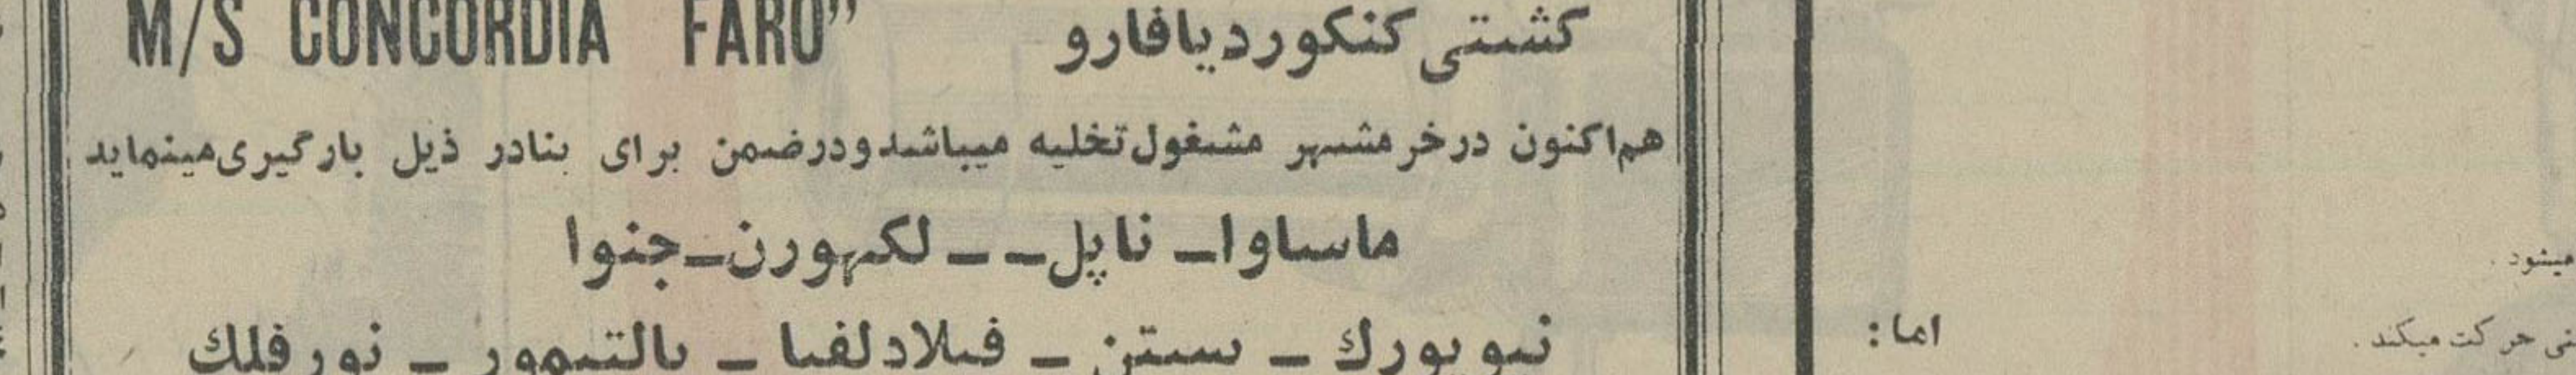 کشتی کنکوردیافارو M/S CONCORDIA FARO"
هم‌اکنون درخرمشهر مشغول تخلیه میباشدودرضمن برای بنادر ذیل بارگیری‌مینماید
ماساوا ـ ناپل ـ ـ لکهورن ـ جنوا
نیویورك ـ بستن ـ فیلادلفیا ـ بالتیمور ـ نورفلك
میشود .
اما :
حرکت میکند .